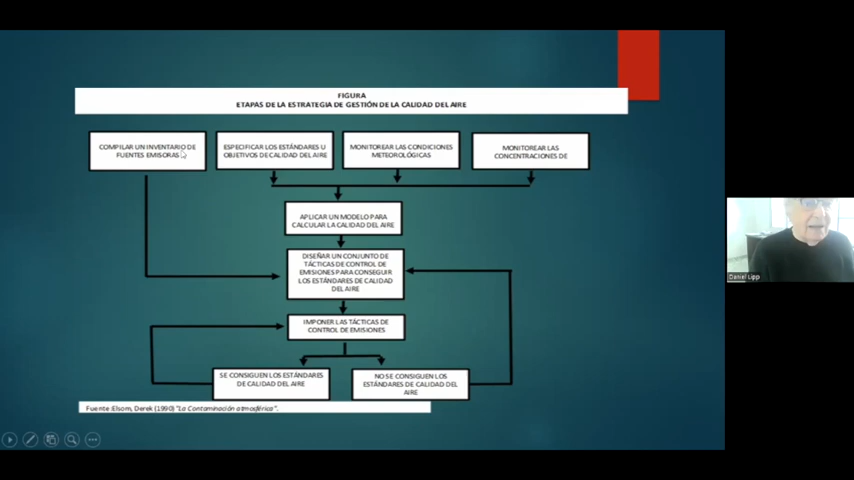 FIGURA
ETAPAS DE LA ESTRATEGIA DE GESTIÓN DE LA CALIDAD DEL AIRE
COMPILAR UN INVENTARIO DE
FUENTES EMISORAS
ESPECIFICAR LOS ESTÁNDARES U
OBJETIVOS DE CALIDAD DEL AIRE
MONITOREAR LAS CONDICIONES
METEOROLÓGICAS
MONITOREAR LAS
CONCENTRACIONES DE
APLICAR UN MODELO PARA
CALCULAR LA CALIDAD DEL AIRE
DISEÑAR UN CONJUNTO DE
TÁCTICAS DE CONTROL DE
EMISIONES PARA CONSEGUIR
LOS ESTÁNDARES DE CALIDAD
DEL AIRE
IMPONER LAS TÁCTICAS DE
CONTROL DE EMISIONES
SE CONSIGUEN LOS ESTÁNDARES
DE CALIDAD DEL AIRE
NO SE CONSIGUEN LOS
ESTÁNDARES DE CALIDAD DEL
AIRE
Fuente: Elsom, Derek (1990) "La Contaminación atmosférica".
Daniel Lipp